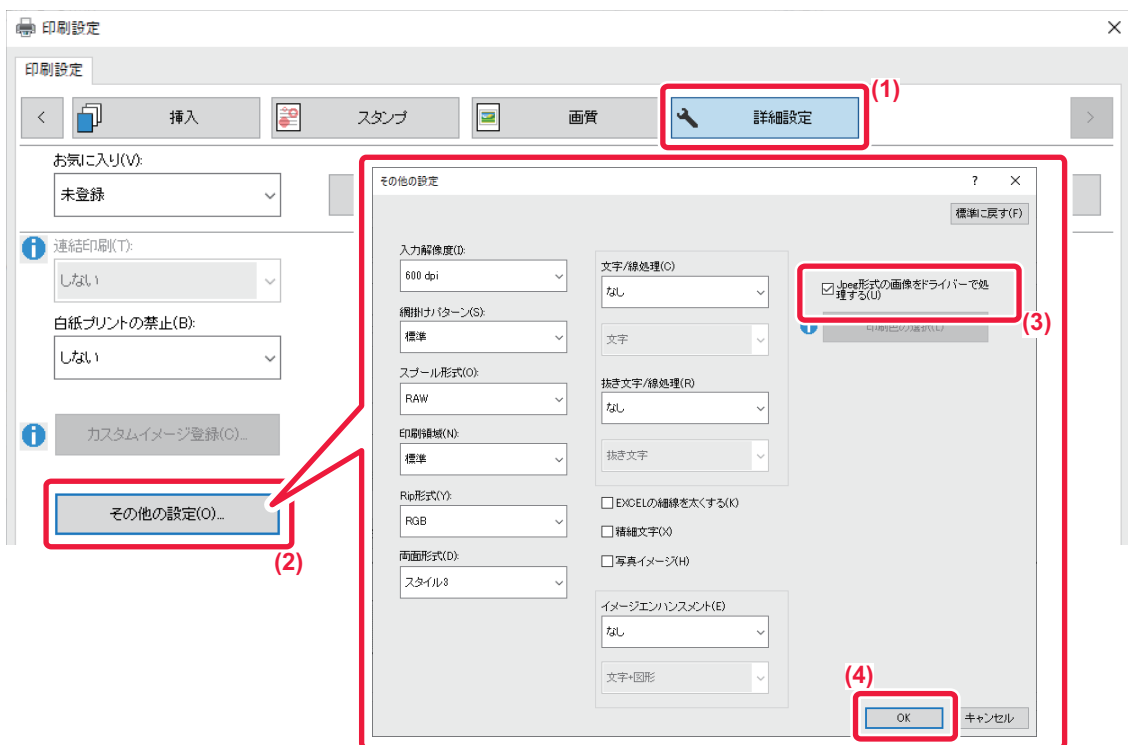 印刷設定
印刷設定
(1)
挿入
スタンプ
画質
詳細設定
お気に入り(V):
未登録
連結印刷(T):
しない
白紙プリントの禁止(B):
しない
カスタムイメージ登録(C)...
その他の設定(O)...
(2)
その他の設定
標準に戻す(F)
入力解像度(I):
600 dpi
網掛けパターン(S):
標準
スプール形式(O):
RAW
印刷領域(N):
標準
Rip形式(Y):
RGB
両面形式(D):
スタイル3
文字/線処理(C)
なし
文字
抜き文字/線処理(R)
なし
抜き文字
EXCELの細線を太くする(K)
精細文字(X)
写真イメージ(H)
イメージエンハンスメント(E)
なし
文字+図形
Jpeg形式の画像をドライバーで処
理する(U)
(3)
印刷色の選択(L)
(4)
OK
キャンセル